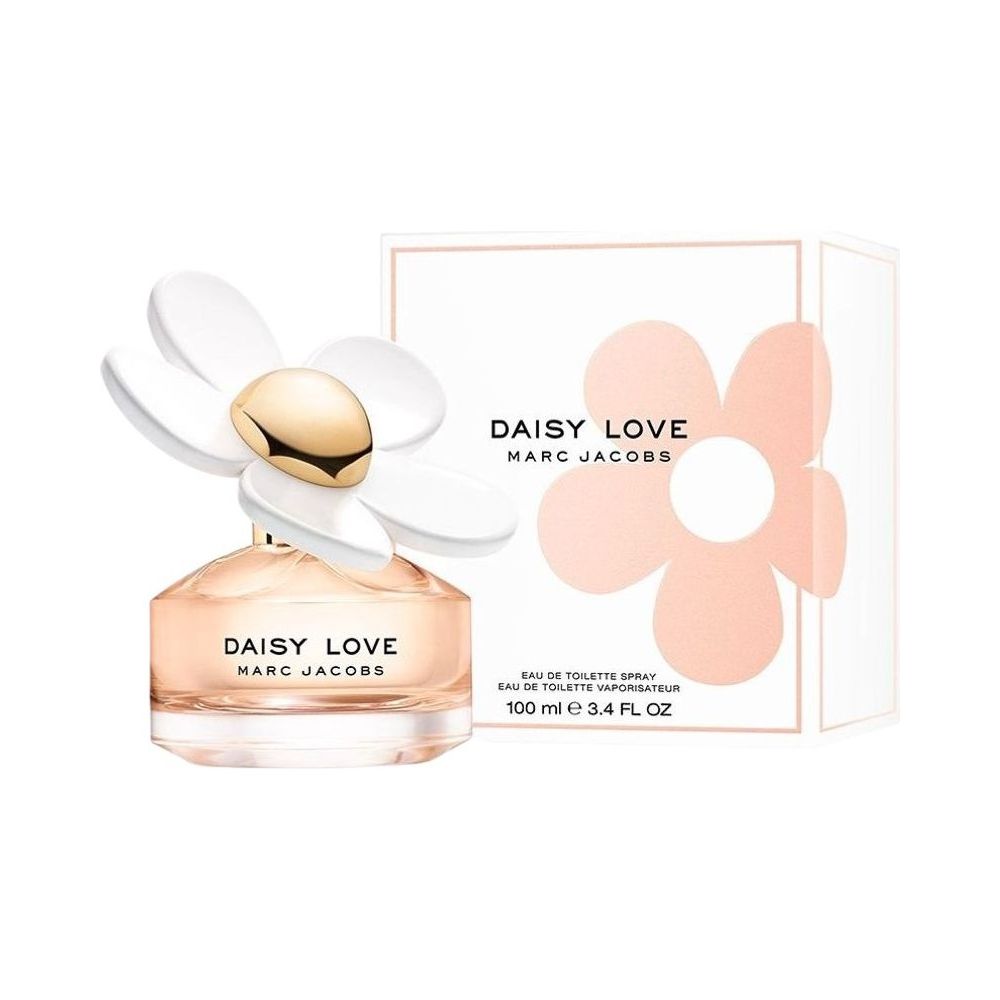 DAISY LOVE
MARC JACOBS
EAU DE TOILETTE SPRAY
EAU DE TOILETTE VAPORISATEUR
100 ml ℮ 3.4 FL OZ
DAISY LOVE
MARC JACOBS